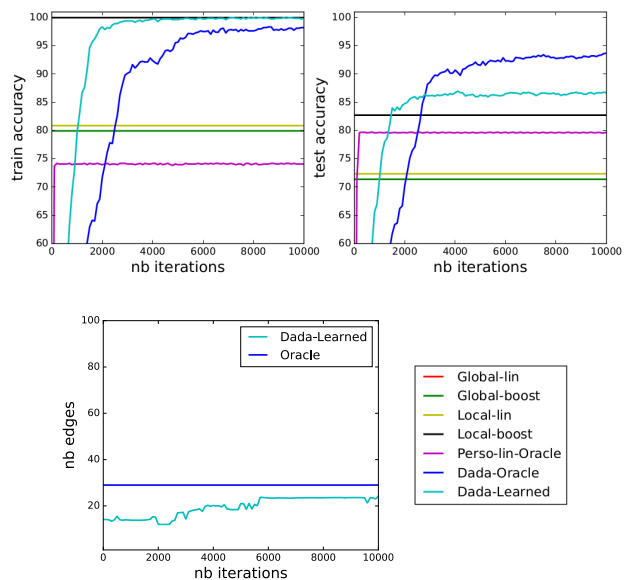 100
95
90
85
80
75
70
65
60
train accuracy
0 2000 4000 6000 8000 10000
nb iterations
100
95
90
85
80
75
70
65
60
test accuracy
0 2000 4000 6000 8000 10000
nb iterations
100
80
60
40
20
nb edges
0 2000 4000 6000 8000 10000
nb iterations
Dada-Learned
Oracle
Global-lin
Global-boost
Local-lin
Local-boost
Perso-lin-Oracle
Dada-Oracle
Dada-Learned